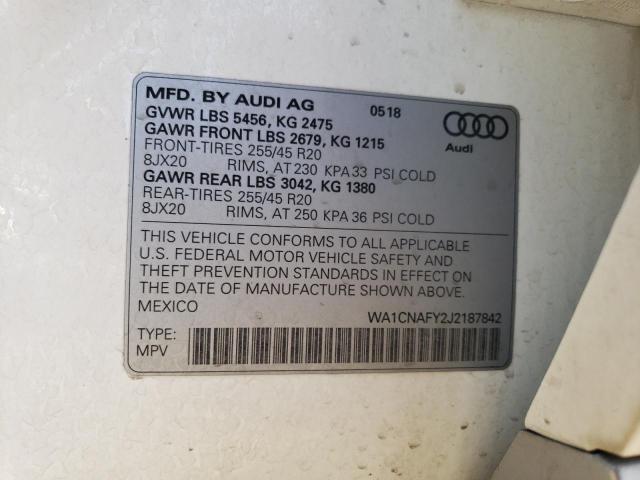 MFD. BY AUDI AG 0518
GVWR LBS 5456, KG 2475
GAWR FRONT LBS 2679, KG 1215
FRONT-TIRES 255/45 R20
8JX20 RIMS, AT 230 KPA 33 PSI COLD
GAWR REAR LBS 3042, KG 1380
REAR-TIRES 255/45 R20
8JX20 RIMS, AT 250 KPA 36 PSI COLD
Audi
THIS VEHICLE CONFORMS TO ALL APPLICABLE
U.S. FEDERAL MOTOR VEHICLE SAFETY AND
THEFT PREVENTION STANDARDS IN EFFECT ON
THE DATE OF MANUFACTURE SHOWN ABOVE.
MEXICO WA1CNAFY2J2187842
TYPE:
MPV